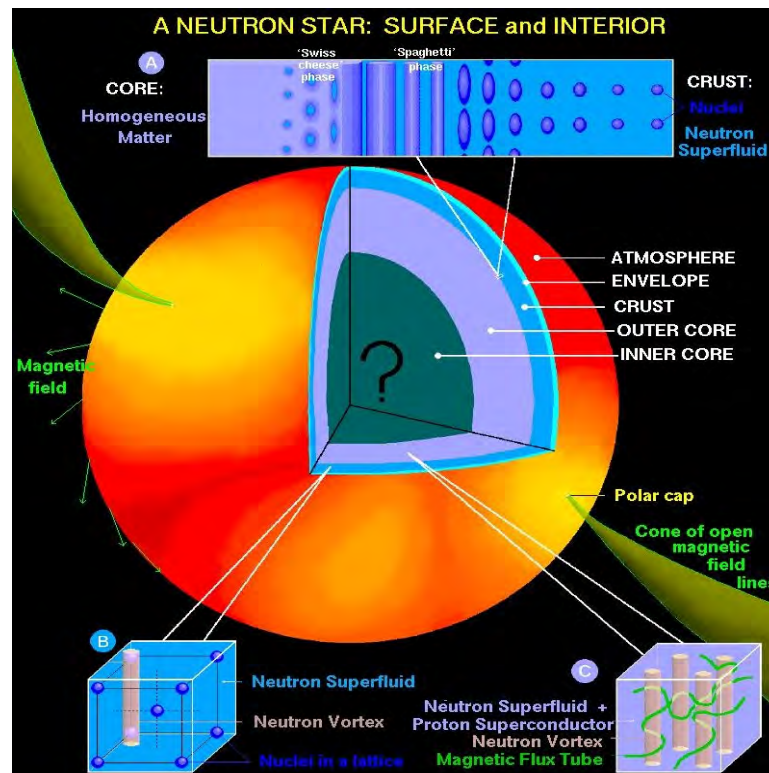 A NEUTRON STAR: SURFACE and INTERIOR
A
'Swiss
cheese'
phase
'Spaghetti'
phase
CORE:
Homogeneous
Matter
CRUST:
Nuclei
Neutron
Superfluid
ATMOSPHERE
ENVELOPE
CRUST
OUTER CORE
INNER CORE
?
Magnetic
field
Polar cap
Cone of open
magnetic
field
lines
B
Neutron Superfluid
Neutron Vortex
Nuclei in a lattice
C
Neutron Superfluid +
Proton Superconductor
Neutron Vortex
Magnetic Flux Tube